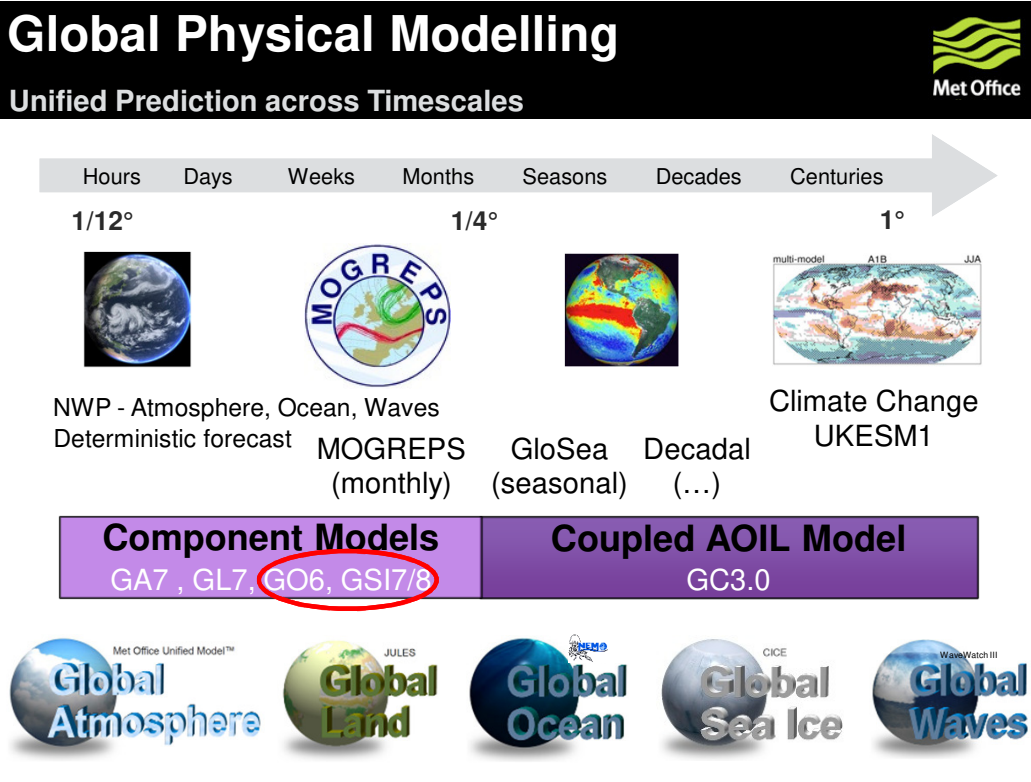 Global Physical Modelling
Unified Prediction across Timescales
Met Office
Hours Days Weeks Months Seasons Decades Centuries
1/12° 1/4° 1°
MOGREPS
multi-model A1B JJA
NWP - Atmosphere, Ocean, Waves
Deterministic forecast
MOGREPS
(monthly)
GloSea
(seasonal)
Decadal
(…)
Climate Change
UKESM1
Component Models
GA7 , GL7, GO6, GSI7/8
Coupled AOIL Model
GC3.0
Met Office Unified Model™
Global
Atmosphere
JULES
Global
Land
NEMO
Global
Ocean
CICE
Global
Sea Ice
WaveWatch III
Global
Waves